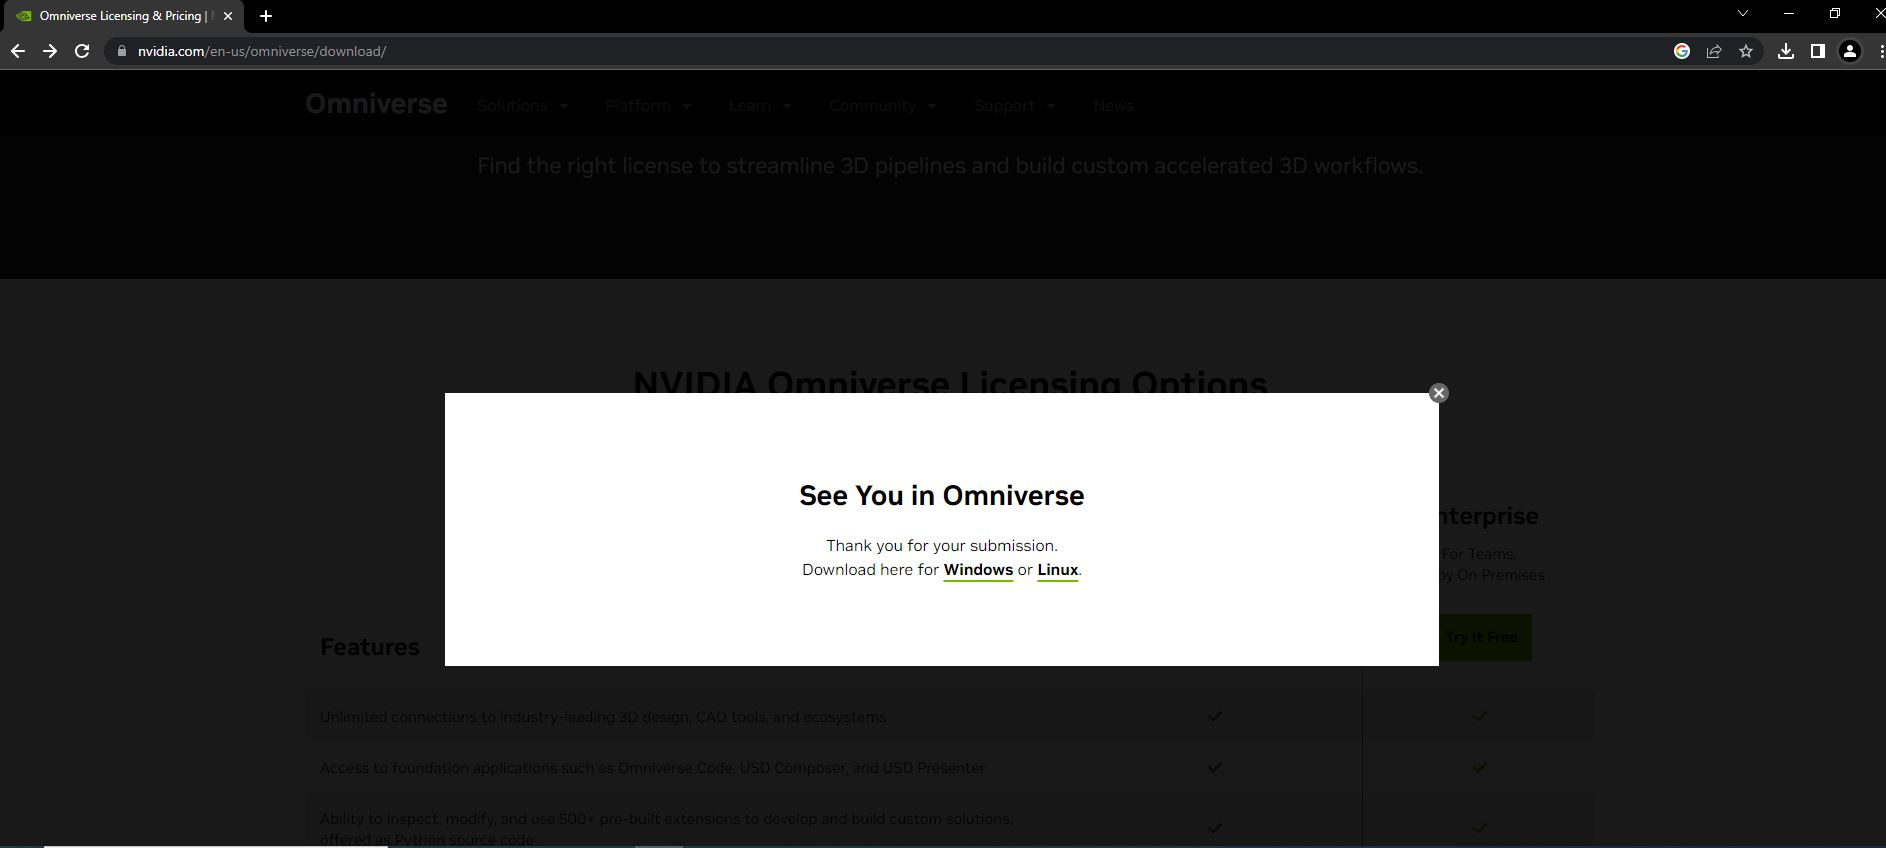 Omniverse Licensing & Pricing |
nvidia.com/en-us/omniverse/download/
Omniverse Solutions Platform Learn Community Support News
Find the right license to streamline 3D pipelines and build custom accelerated 3D workflows.
NVIDIA Omniverse Licensing Options
See You in Omniverse
Thank you for your submission.
Download here for Windows or Linux.
nterprise
For Teams,
oy On Premises
Try It Free
Features
Unlimited connections to industry-leading 3D design, CAD tools, and ecosystems
Access to foundation applications such as Omniverse Code, USD Composer, and USD Presenter
Ability to inspect, modify, and use 500+ pre-built extensions to develop and build custom solutions,
offered as Python source code